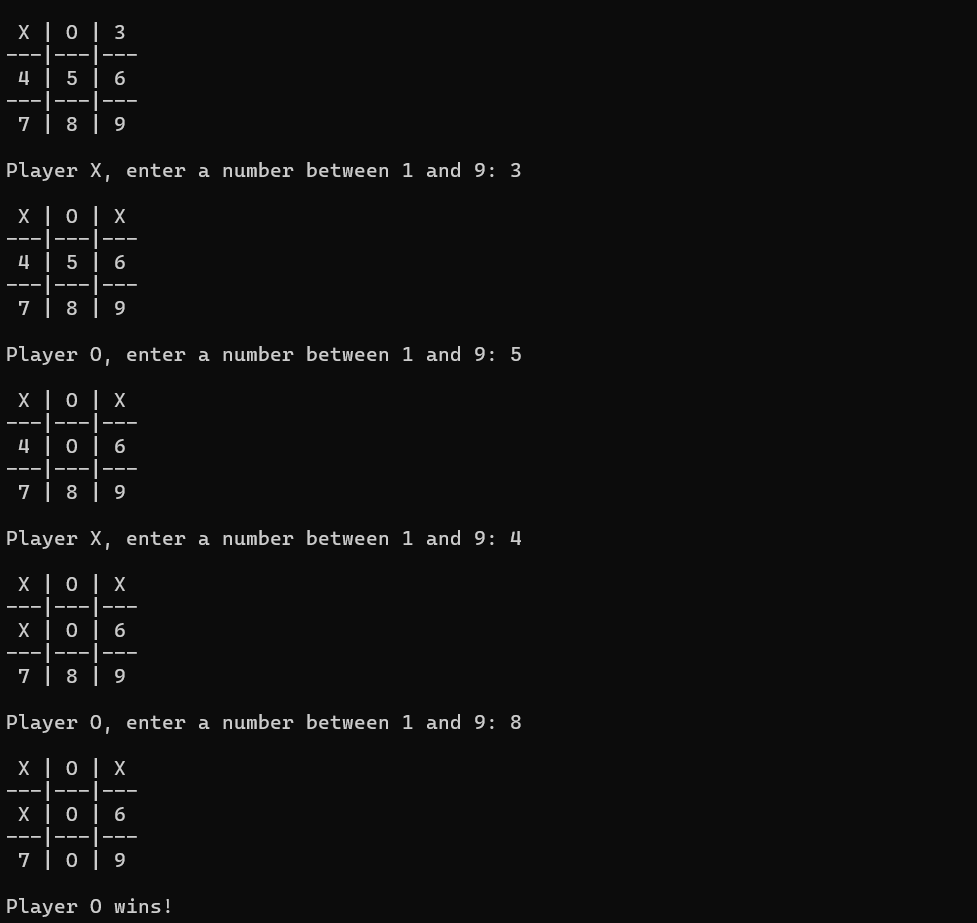 X | O | 3
---|---|---
 4 | 5 | 6
---|---|---
 7 | 8 | 9
Player X, enter a number between 1 and 9: 3
 X | O | X
---|---|---
 4 | 5 | 6
---|---|---
 7 | 8 | 9
Player O, enter a number between 1 and 9: 5
 X | O | X
---|---|---
 4 | O | 6
---|---|---
 7 | 8 | 9
Player X, enter a number between 1 and 9: 4
 X | O | X
---|---|---
 X | O | 6
---|---|---
 7 | 8 | 9
Player O, enter a number between 1 and 9: 8
 X | O | X
---|---|---
 X | O | 6
---|---|---
 7 | O | 9
Player O wins!